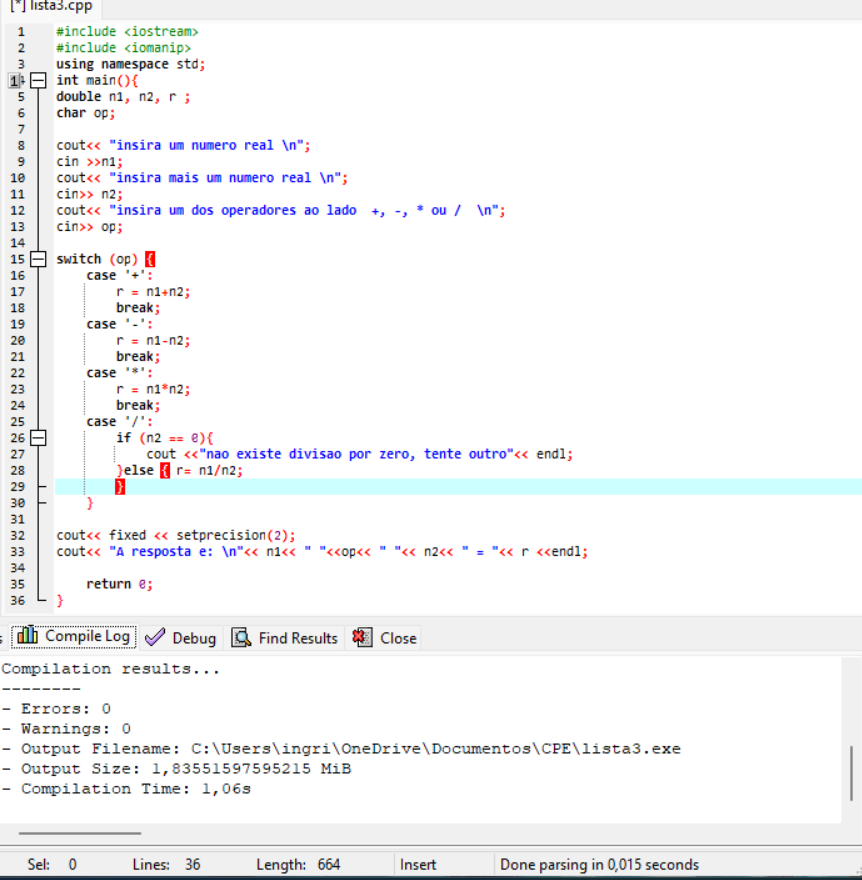 [*] lista3.cpp
1 #include <iostream>
2 #include <iomanip>
3 using namespace std;
int main(){
5 double n1, n2, r ;
6 char op;
7
8 cout<< "insira um numero real \n";
9 cin >>n1;
10 cout<< "insira mais um numero real \n";
11 cin>> n2;
12 cout<< "insira um dos operadores ao lado  +, -, * ou /  \n";
13 cin>> op;
14
15 switch (op) {
16 case '+':
17 r = n1+n2;
18 break;
19 case '-':
20 r = n1-n2;
21 break;
22 case '*':
23 r = n1*n2;
24 break;
25 case '/':
26 if (n2 == 0){
27 cout <<"nao existe divisao por zero, tente outro"<< endl;
28 }else { r= n1/n2;
29 }
30 }
31
32 cout<< fixed << setprecision(2);
33 cout<< "A resposta e: \n"<< n1<< " "<<op<< " "<< n2<< " = "<< r <<endl;
34
35 return 0;
36 }
Compile Log Debug Find Results Close
Compilation results...
--------
- Errors: 0
- Warnings: 0
- Output Filename: C:\Users\ingri\OneDrive\Documentos\CPE\lista3.exe
- Output Size: 1,83551597595215 MiB
- Compilation Time: 1,06s
Sel: 0 Lines: 36 Length: 664 Insert Done parsing in 0,015 seconds